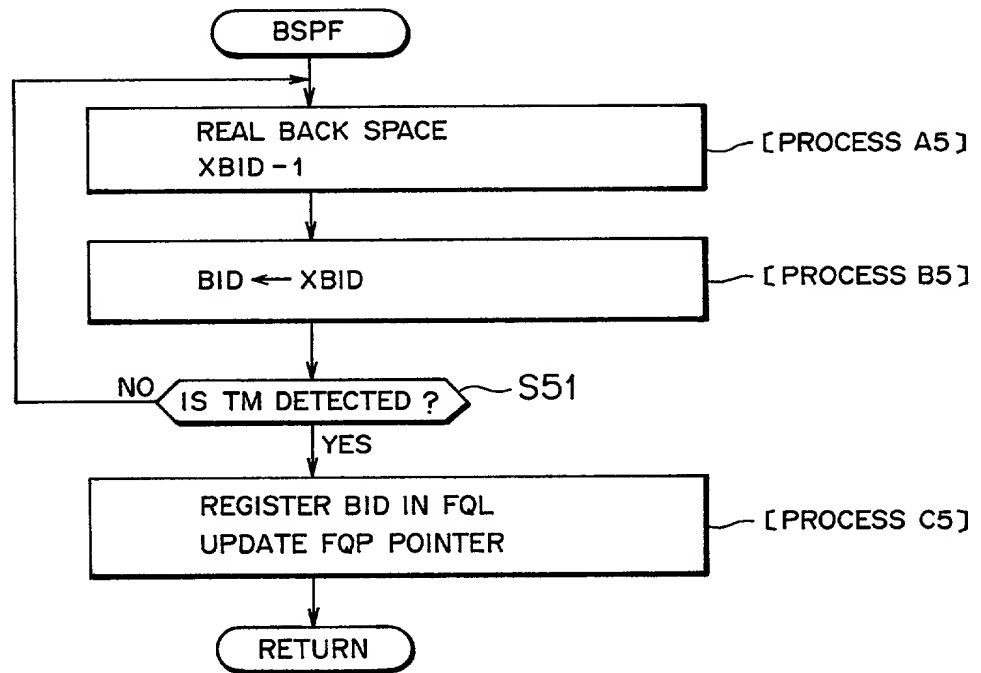 BSPF
REAL BACK SPACE
XBID-1
[PROCESS A5]
BID ← XBID
[PROCESS B5]
NO
IS TM DETECTED ?
S51
YES
REGISTER BID IN FQL
UPDATE FQP POINTER
[PROCESS C5]
RETURN